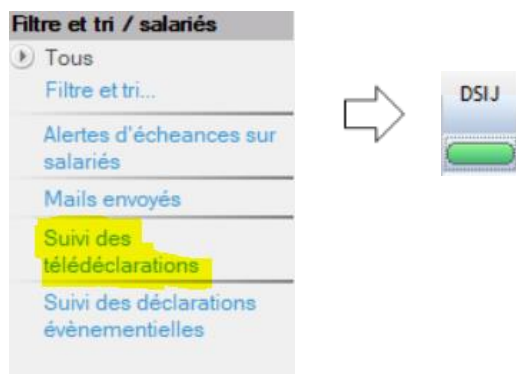 Filtre et tri / salariés
Tous
Filtre et tri...
Alertes d'écheances sur
salariés
Mails envoyés
Suivi des
télédéclarations
Suivi des déclarations
évènementielles
DSIJ